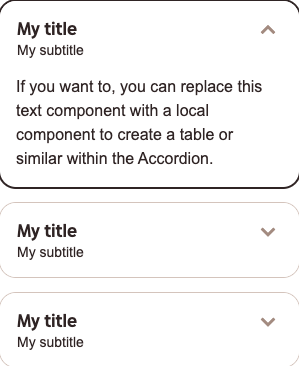 My title
My subtitle
If you want to, you can replace this
text component with a local
component to create a table or
similar within the Accordion.
My title
My subtitle
My title
My subtitle